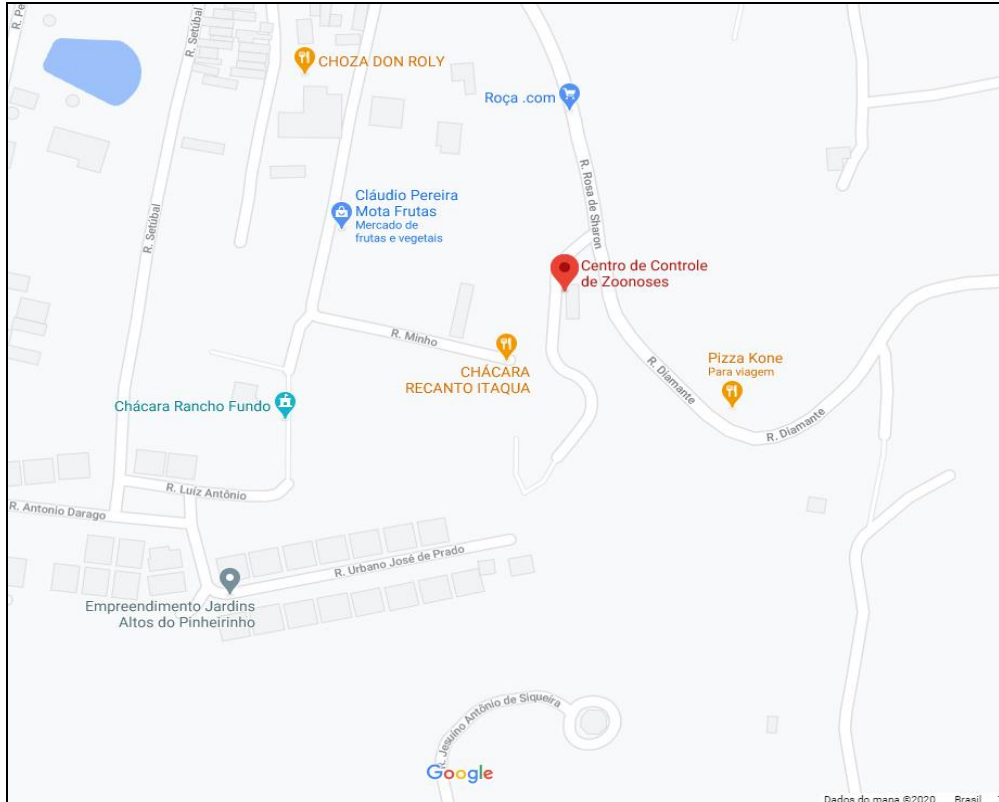 R. Pe
R. Setúbal
CHOZA DON ROLY
Roça .com
R. Rosa de Sharon
Cláudio Pereira
Mota Frutas
Mercado de
frutas e vegetais
R. Setúbal
Centro de Controle
de Zoonoses
R. Minho
CHÁCARA
RECANTO ITAQUA
Pizza Kone
Para viagem
R. Diamante
Chácara Rancho Fundo
R. Diamante
R. Luíz Antônio
R. Antonio Darago
R. Urbano José de Prado
Empreendimento Jardins
Altos do Pinheirinho
R. Jesuíno Antônio de Siqueira
Google
Dados do mapa ©2020 Brasil